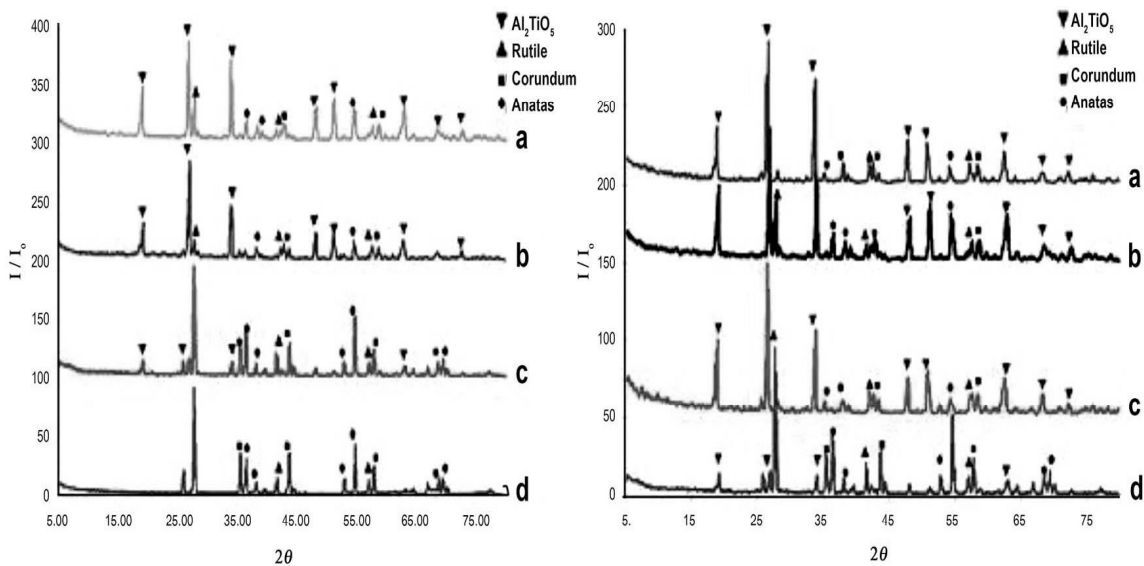 400
350
300
250
200
150
100
50
0
I / I₀
▼ Al₂TiO₅
▲ Rutile
■ Corundum
● Anatas
a
b
c
d
5.00 15.00 25.00 35.00 45.00 55.00 65.00 75.00
2θ
300
250
200
150
100
50
0
I / I₀
▼ Al₂TiO₅
▲ Rutile
■ Corundum
● Anatas
a
b
c
d
5. 15 25 35 45 55 65 75
2θ